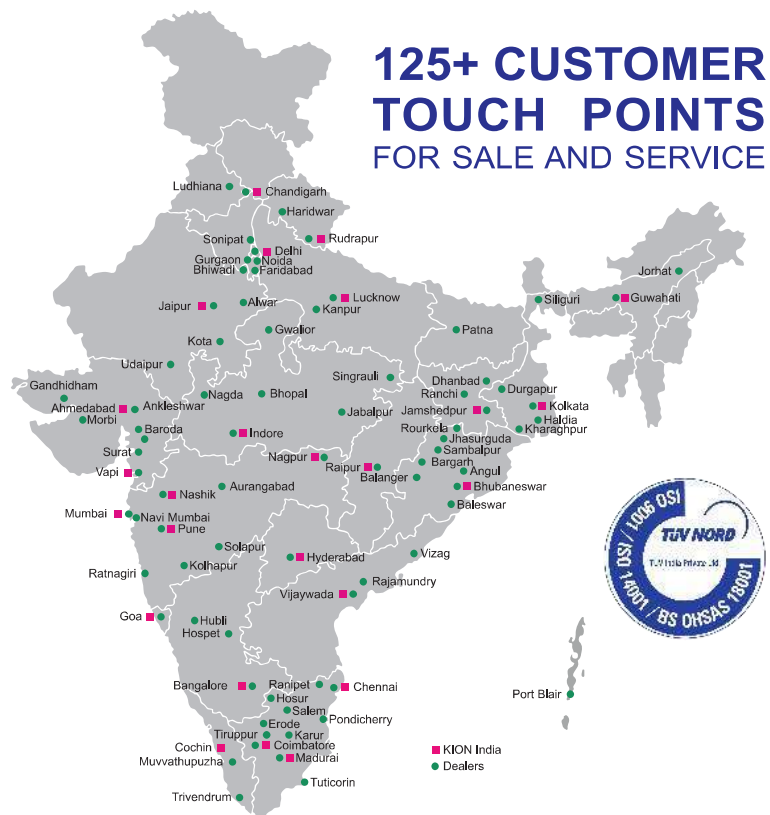 125+ CUSTOMER
TOUCH POINTS
FOR SALE AND SERVICE
Ludhiana
Chandigarh
Haridwar
Sonipat
Rudrapur
Delhi
Gurgaon
Noida
Bhiwadi
Faridabad
Jorhat
Jaipur
Alwar
Lucknow
Kanpur
Siliguri
Guwahati
Kota
Gwalior
Patna
Udaipur
Gandhidham
Singrauli
Dhanbad
Durgapur
Nagda
Bhopal
Ranchi
Ahmedabad
Ankleshwar
Jabalpur
Jamshedpur
Kolkata
Morbi
Haldia
Baroda
Indore
Rourkela
Kharaghpur
Jhasurguda
Surat
Sambalpur
Nagpur
Bargarh
Vapi
Raipur
Balanger
Angul
Nashik
Aurangabad
Bhubaneswar
Baleswar
Mumbai
Navi Mumbai
Pune
Solapur
Hyderabad
Vizag
Ratnagiri
Kolhapur
Rajamundry
Vijaywada
Goa
Hubli
Hospet
Bangalore
Ranipet
Chennai
Port Blair
Hosur
Salem
Pondicherry
Erode
Tiruppur
Karur
Cochin
Coimbatore
Muvvathupuzha
Madurai
Tuticorin
Trivendrum
KION India
Dealers
ISO 9001 / ISO 14001 / BS OHSAS 18001
TÜV NORD
TÜV India Private Ltd.